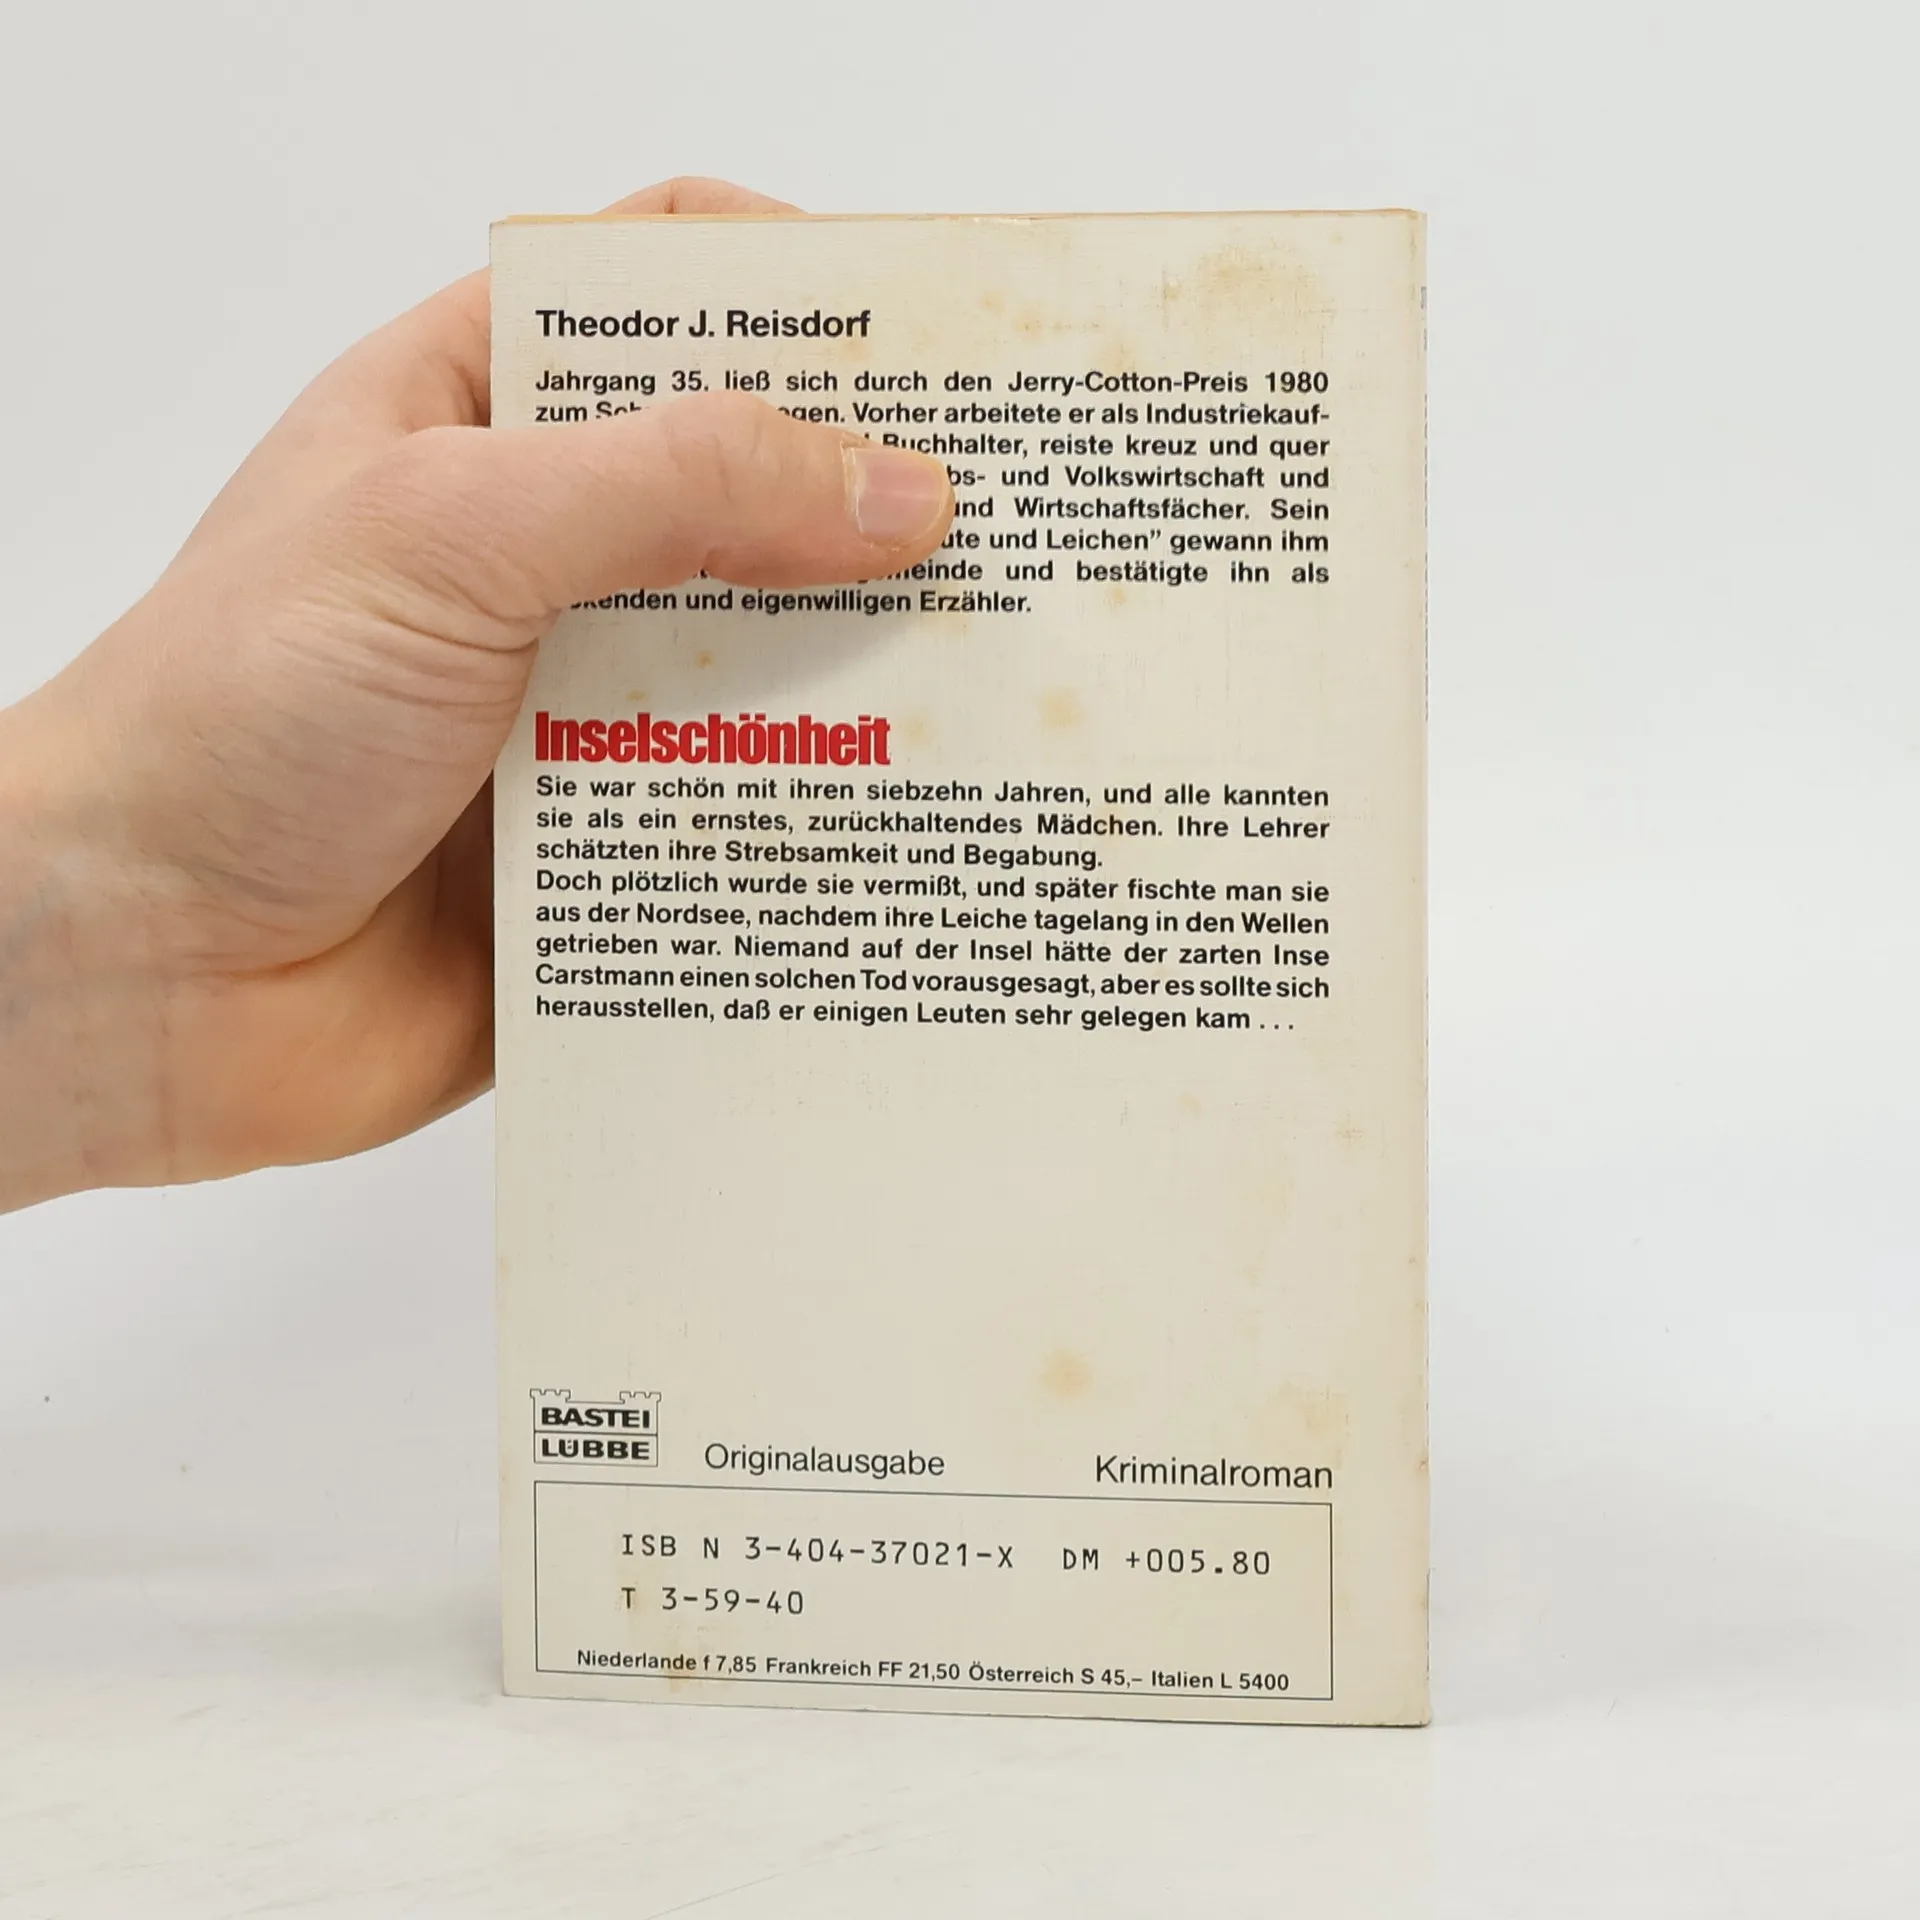 Theodor J. Reisdorf
Jahrgang 35. ließ sich durch den Jerry-Cotton-Preis 1980
zum Vorher arbeitete er als Industriekauf-
Buchhalter, reiste kreuz und quer
und Volkswirtschaft und
und Wirtschaftsfächer. Sein
und Leichen” gewann ihm
und bestätigte ihn als
und eigenwilligen Erzähler.
Inselschönheit
Sie war schön mit ihren siebzehn Jahren, und alle kannten
sie als ein ernstes, zurückhaltendes Mädchen. Ihre Lehrer
schätzten ihre Strebsamkeit und Begabung.
Doch plötzlich wurde sie vermißt, und später fischte man sie
aus der Nordsee, nachdem ihre Leiche tagelang in den Wellen
getrieben war. Niemand auf der Insel hätte der zarten Inse
Carstmann einen solchen Tod vorausgesagt, aber es sollte sich
herausstellen, daß er einigen Leuten sehr gelegen kam . . .
BASTEI
LÜBBE
Originalausgabe Kriminalroman
ISB N 3-404-37021-X DM +005.80
T 3-59-40
Niederlande f 7,85 Frankreich FF 21,50 Österreich S 45,– Italien L 5400